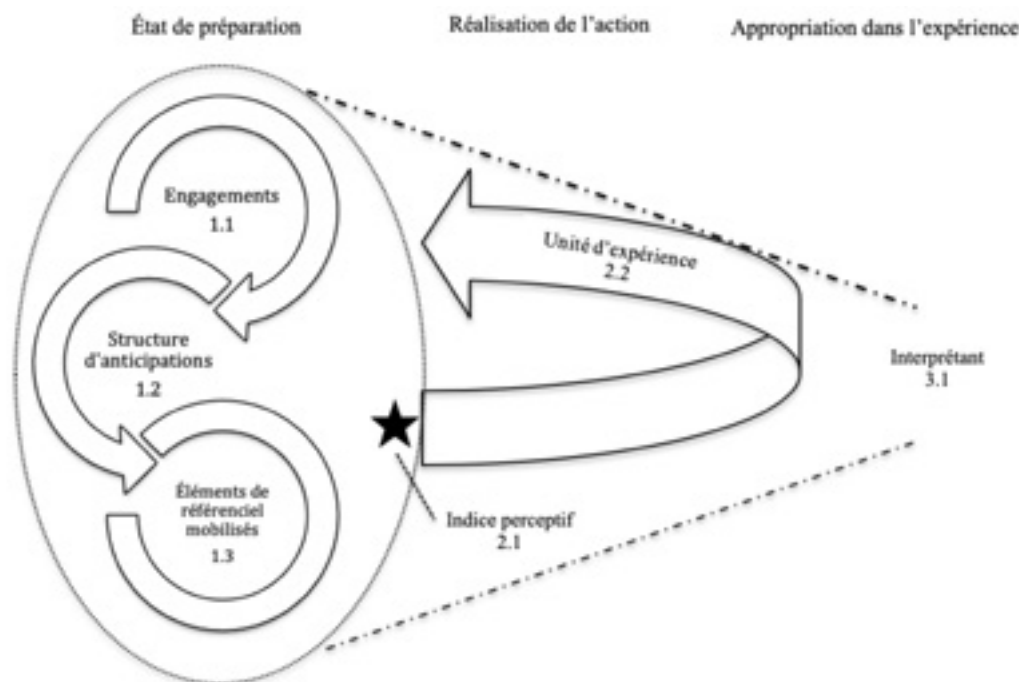 État de préparation
Réalisation de l’action
Appropriation dans l’expérience
Engagements
1.1
Unité d’expérience
2.2
Structure
d’anticipations
1.2
Interprétant
3.1
Éléments de
référenciel
mobilisés
1.3
Indice perceptif
2.1